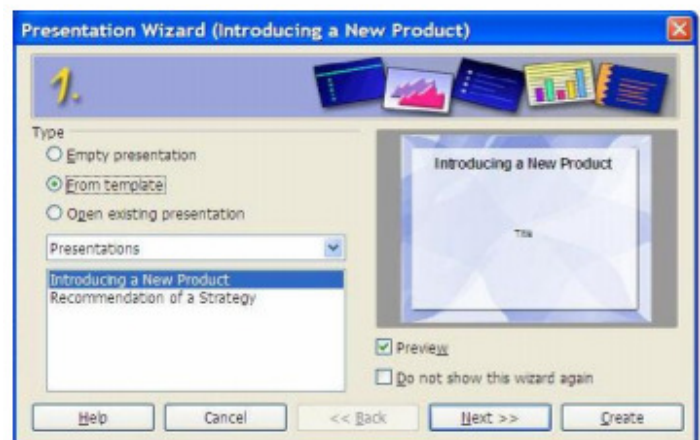 Presentation Wizard (Introducing a New Product)
1.
Type
Empty presentation
From template
Open existing presentation
Presentations
Introducing a New Product
Recommendation of a Strategy
Introducing a New Product
Title
Preview
Do not show this wizard again
Help
Cancel
<< Back
Next >>
Create